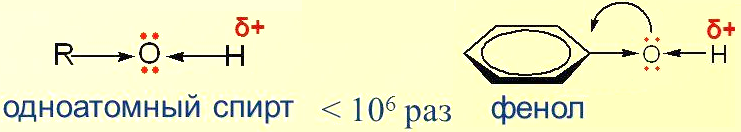 R O H δ+ O H δ+
одноатомный спирт < 10⁶ раз фенол